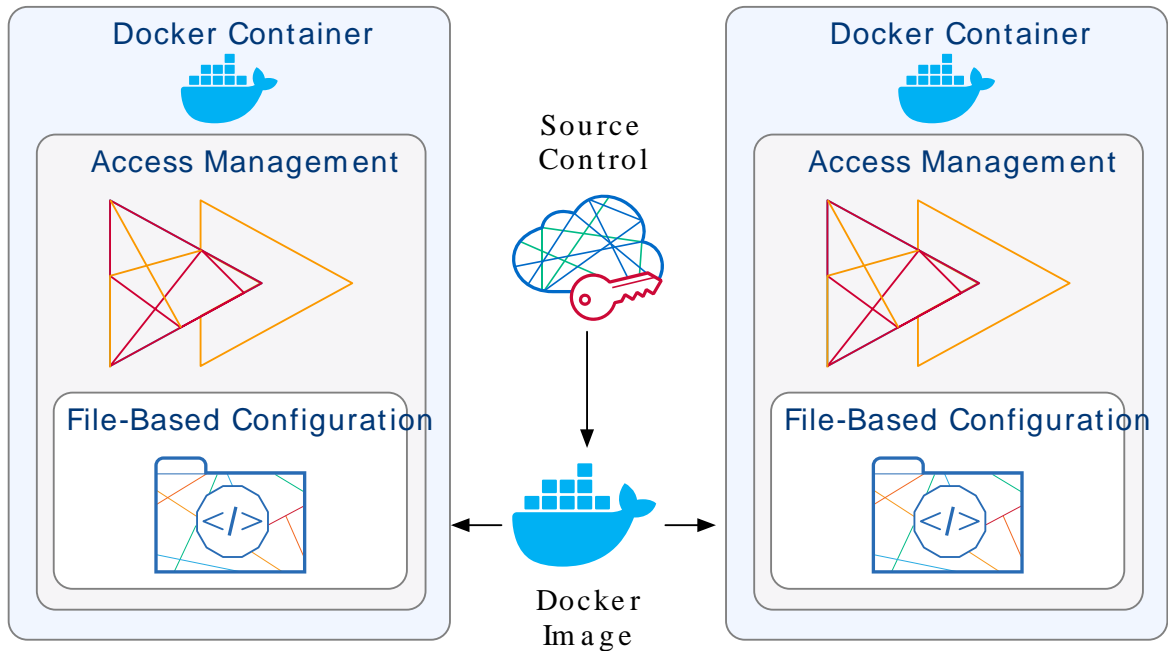 Docker Container
Access Management
File-Based Configuration
</>
Source
Control
Docker
Image
Docker Container
Access Management
File-Based Configuration
</>